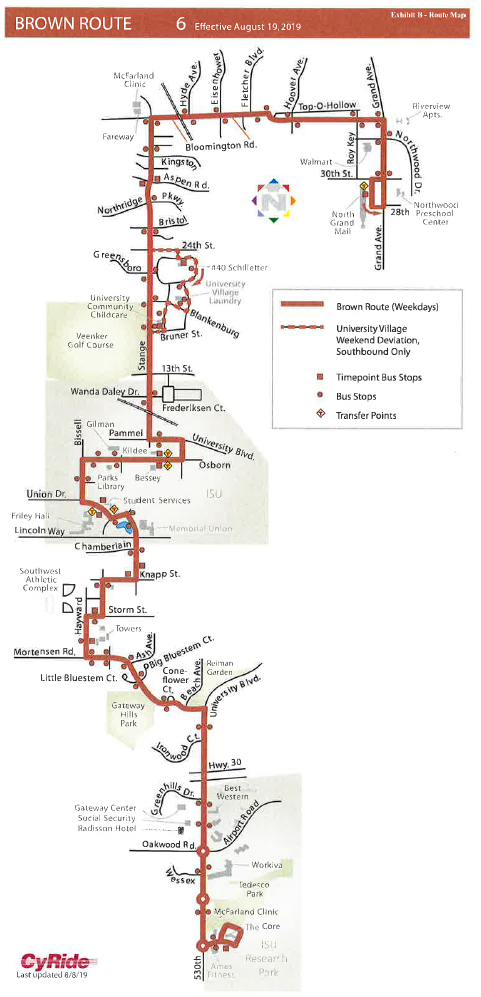 Exhibit B - Route Map
BROWN ROUTE 6 Effective August 19, 2019
McFarland
Clinic
Hyde Ave.
Eisenhower
Fletcher Blvd.
Hoover Ave.
Top-O-Hollow
Grand Ave.
Riverview
Apts.
Fareway
Bloomington Rd.
Roy Key
Northwood Dr.
Walmart
30th St.
Kingston
Aspen Rd.
Northridge Pkwy
Bristol
N
North
Grand
Mall
28th
Northwood
Preschool
Center
Grand Ave.
24th St.
Greensboro
#40 Schilletter
University
Village
Laundry
University
Community
Childcare
Blankenburg
Bruner St.
Veenker
Golf Course
Stange
Brown Route (Weekdays)
University Village
Weekend Deviation,
Southbound Only
Timepoint Bus Stops
Bus Stops
Transfer Points
13th St.
Wanda Daley Dr.
Frederiksen Ct.
Bissell
Gilman
Pammel
Kildee
University Blvd.
Osborn
Parks
Library
Bessey
ISU
Union Dr.
Student Services
Friley Hall
Lincoln Way
Memorial Union
Chamberlain
Southwest
Athletic
Complex
Knapp St.
Hayward
Storm St.
Towers
Mortensen Rd.
Ash Ave.
Big Bluestem Ct.
Little Bluestem Ct.
Cone-
flower
Ct.
Beach Ave.
Reiman
Garden
University Blvd.
Gateway
Hills
Park
Ironwood Ct.
Hwy. 30
Greenhills Dr.
Best
Western
Gateway Center
Social Security
Radisson Hotel
Airport Road
Oakwood Rd.
Workiva
Wessex
Tedesco
Park
McFarland Clinic
The Core
530th
Ames
Fitness
ISU
Research
Park
CyRide
Last updated 8/8/19